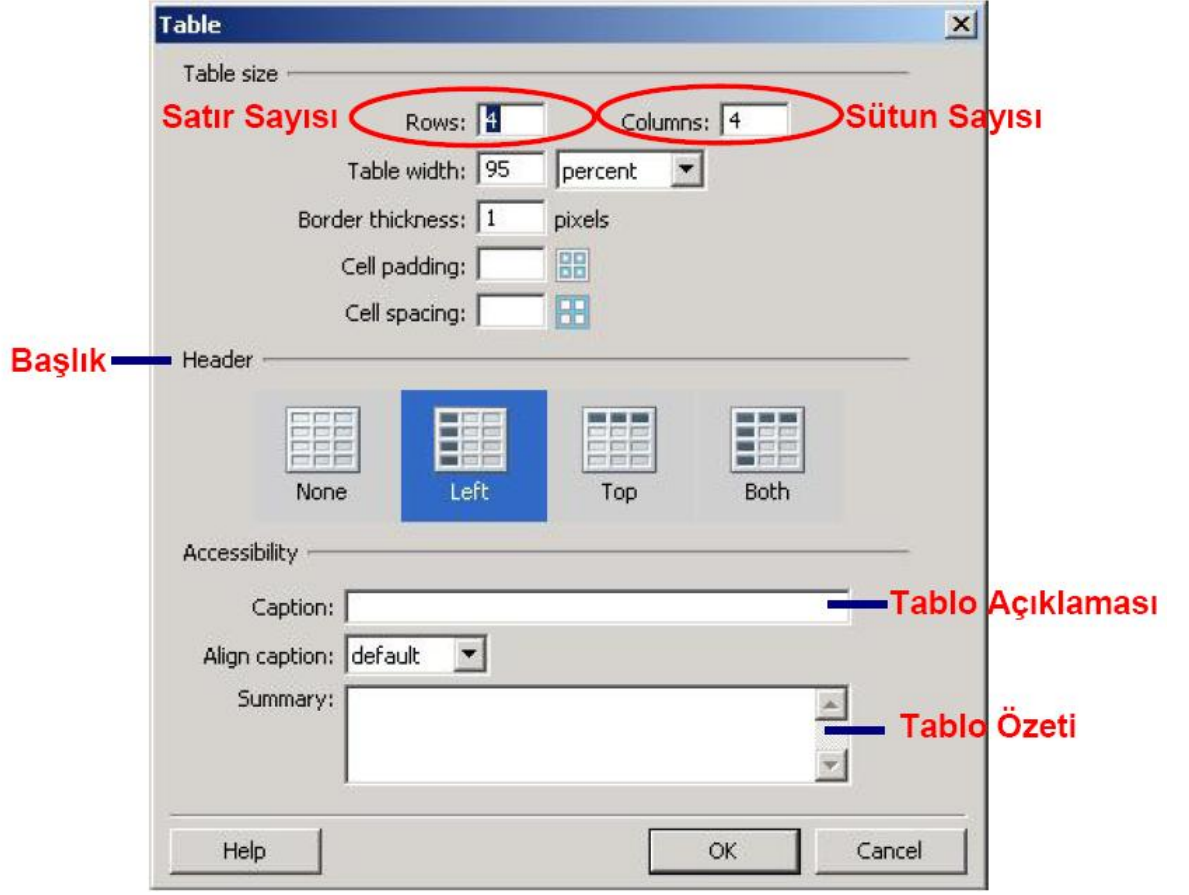 Table
Table size
Satır Sayısı Rows: 4 Columns: 4 Sütun Sayısı
Table width: 95 percent
Border thickness: 1 pixels
Cell padding:
Cell spacing:
Başlık Header
None Left Top Both
Accessibility
Caption: Tablo Açıklaması
Align caption: default
Summary: Tablo Özeti
Help OK Cancel